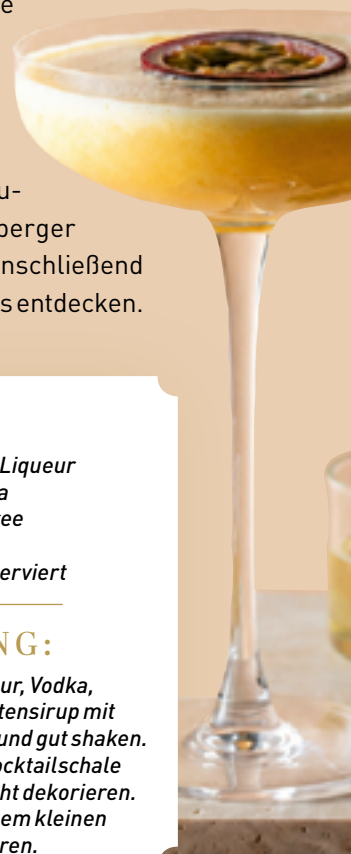 e
u-
berger
nschließend
s entdecken.
Liqueur
a
ee
erviert
NG:
ur, Vodka,
tensirup mit
und gut shaken.
ocktailschale
ht dekorieren.
em kleinen
ren.